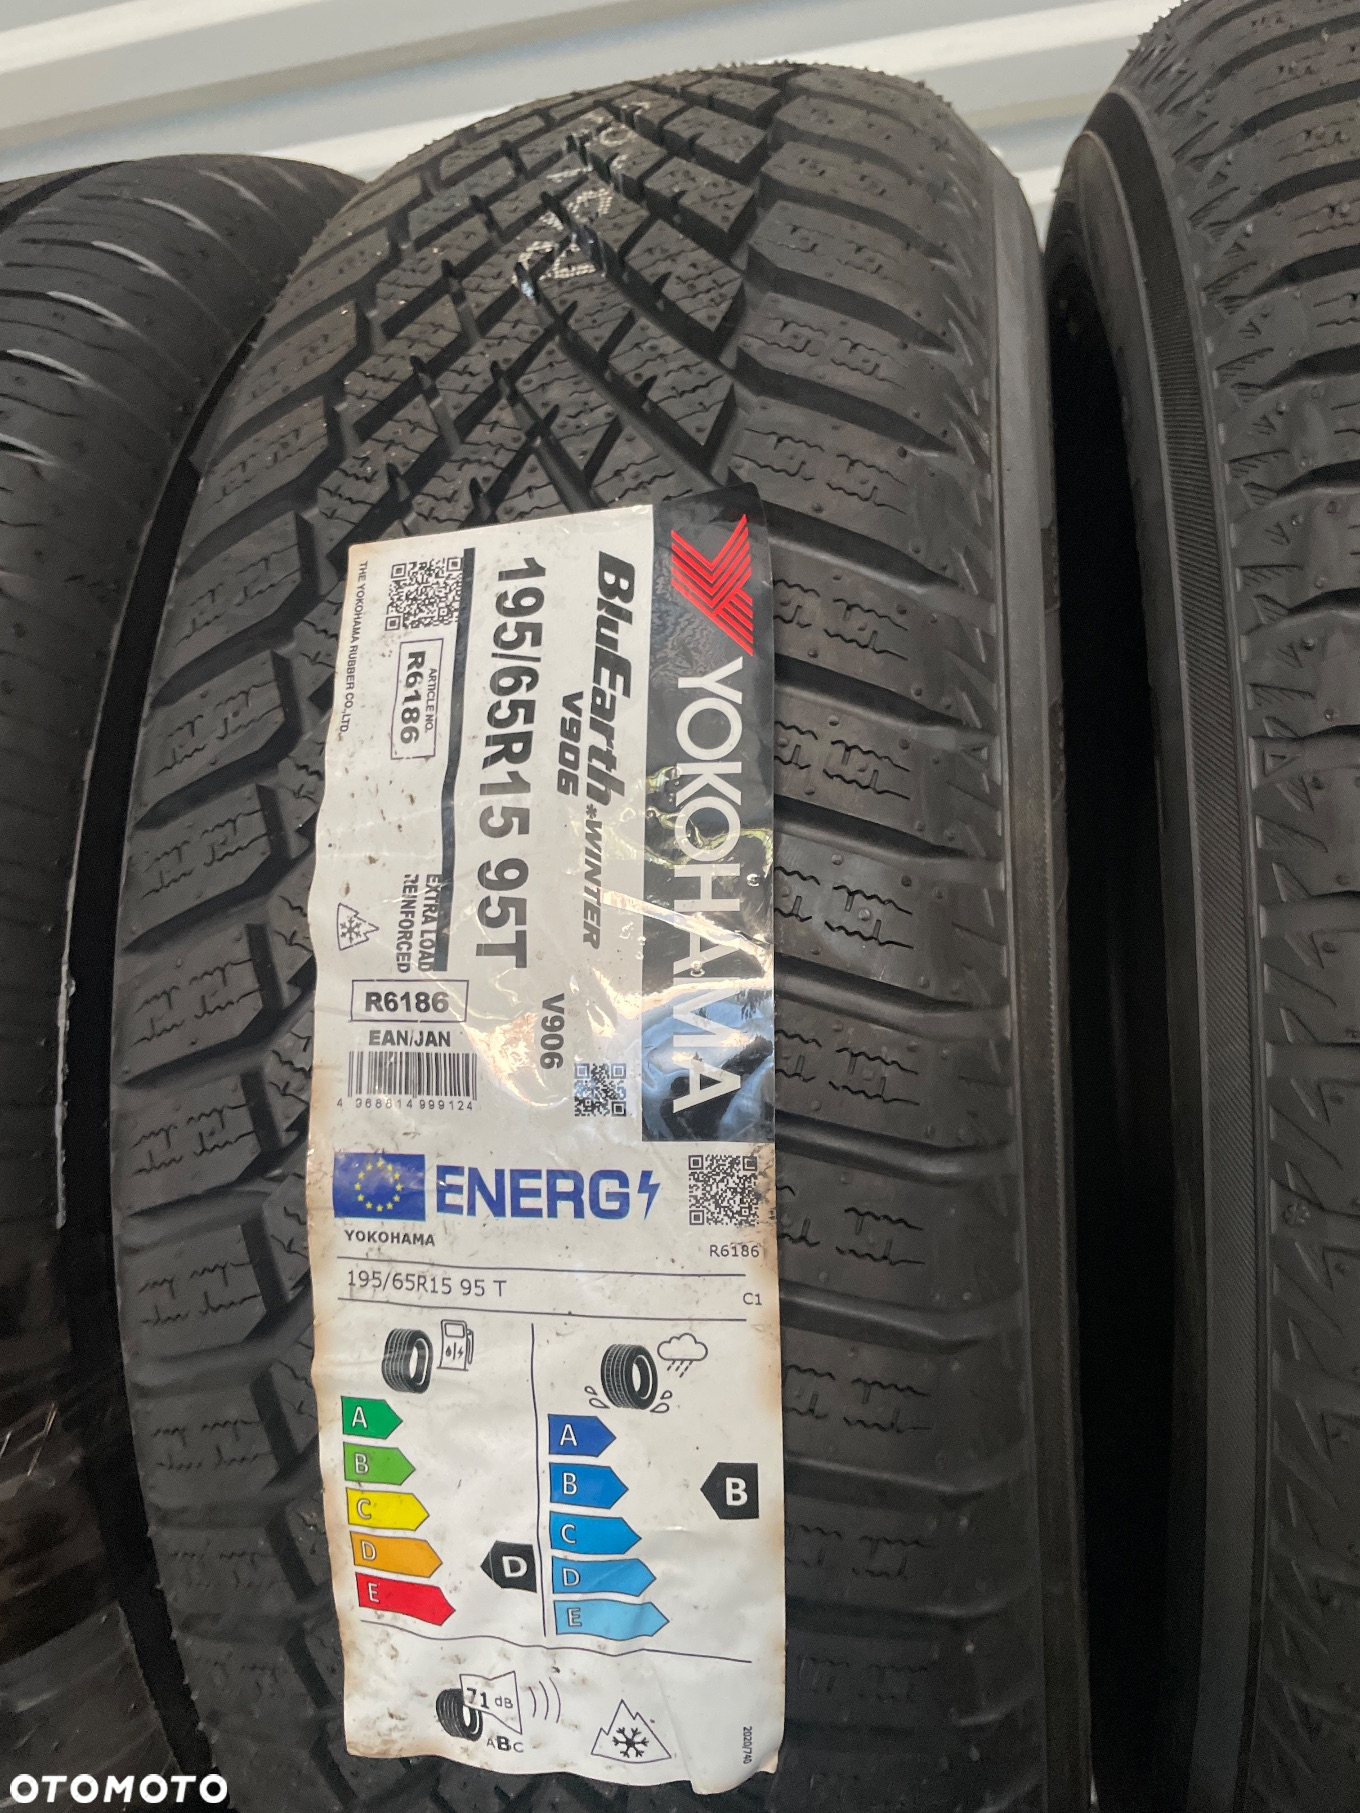 YOKOHAMA
BluEarth*WINTER
V906
195/65R15 95T
V906
EXTRA LOAD
REINFORCED
ARTICLE NO.
R6186
THE YOKOHAMA RUBBER CO.,LTD.
R6186
EAN/JAN
4 968814 999124
ENERG
YOKOHAMA
R6186
195/65R15 95 T
C1
A
B
C
D
E
D
A
B
C
D
E
B
71 dB
ABC
2020/740
OTOMOTO